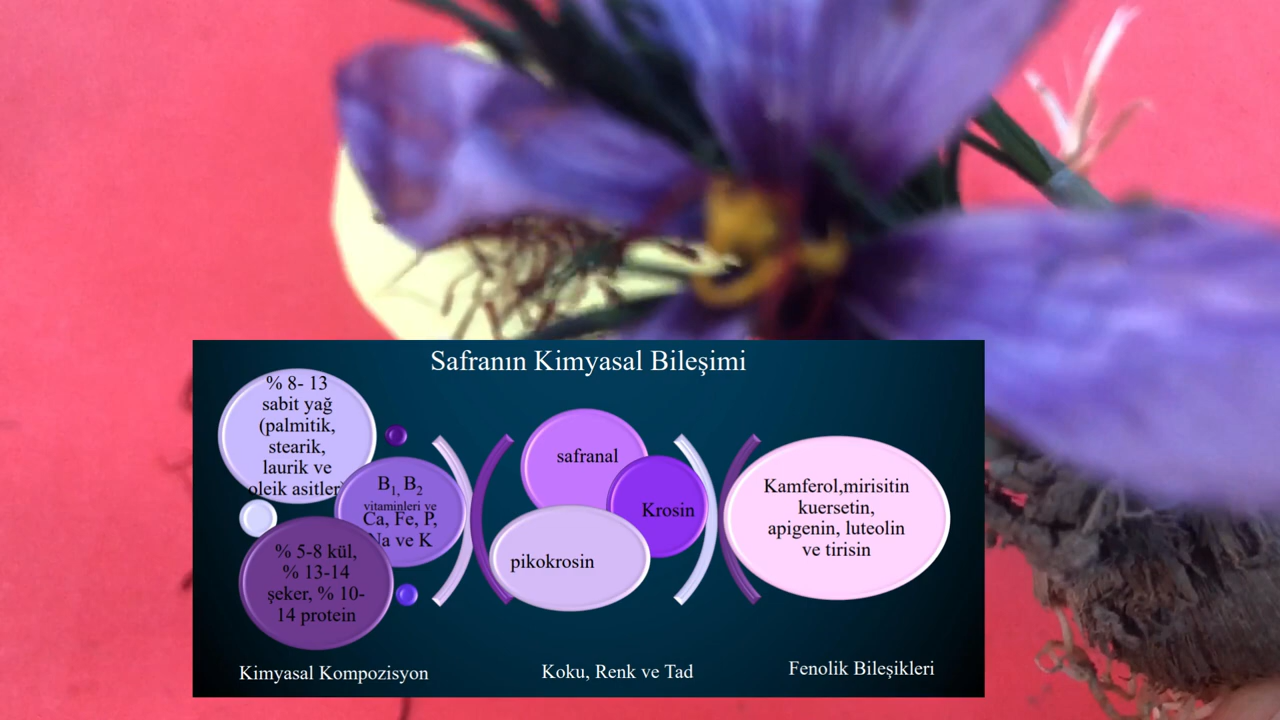 Safranın Kimyasal Bileşimi
% 8- 13
sabit yağ
(palmitik,
stearik,
laurik ve
oleik asitler)
B1, B2
vitaminleri ve
Ca, Fe, P,
Na ve K
% 5-8 kül,
% 13-14
şeker, % 10-
14 protein
Kimyasal Kompozisyon
safranal
Krosin
pikokrosin
Koku, Renk ve Tad
Kamferol,mirisitin
kuersetin,
apigenin, luteolin
ve tirisin
Fenolik Bileşikleri